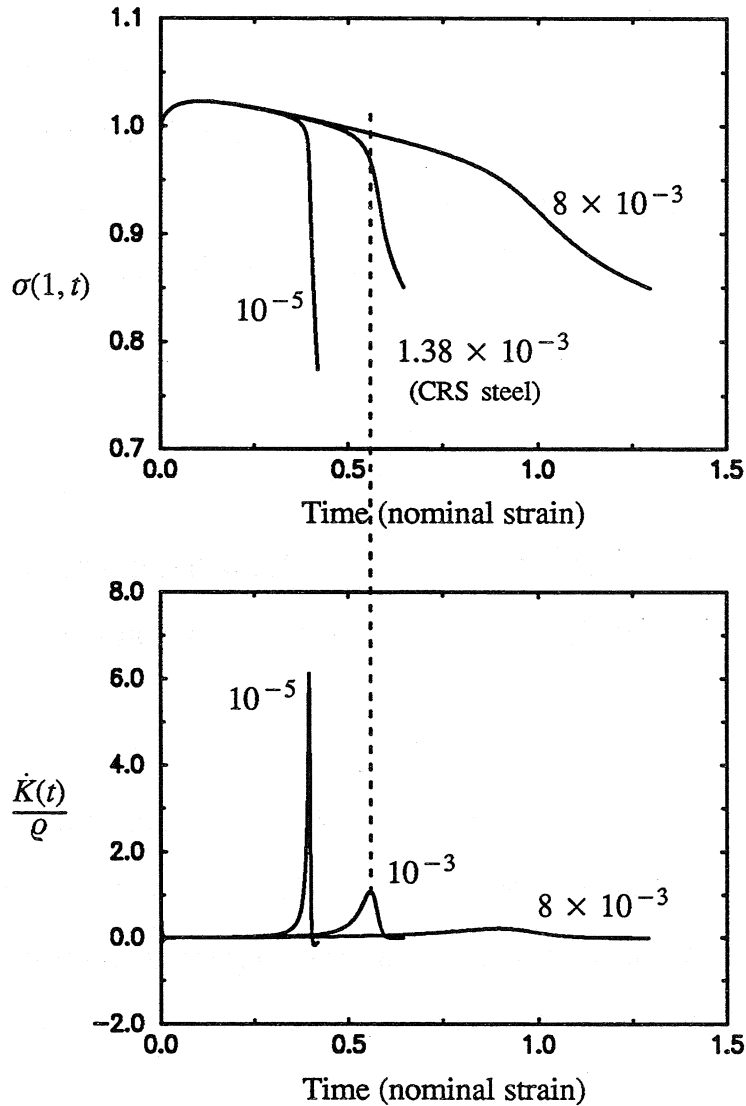 1.1
1.0
0.9
0.8
0.7
σ(1, t)
8 × 10⁻³
10⁻⁵
1.38 × 10⁻³
(CRS steel)
0.0 0.5 1.0 1.5
Time (nominal strain)
8.0
6.0
4.0
2.0
0.0
−2.0
K̇(t)
ϱ
10⁻⁵
10⁻³
8 × 10⁻³
0.0 0.5 1.0 1.5
Time (nominal strain)